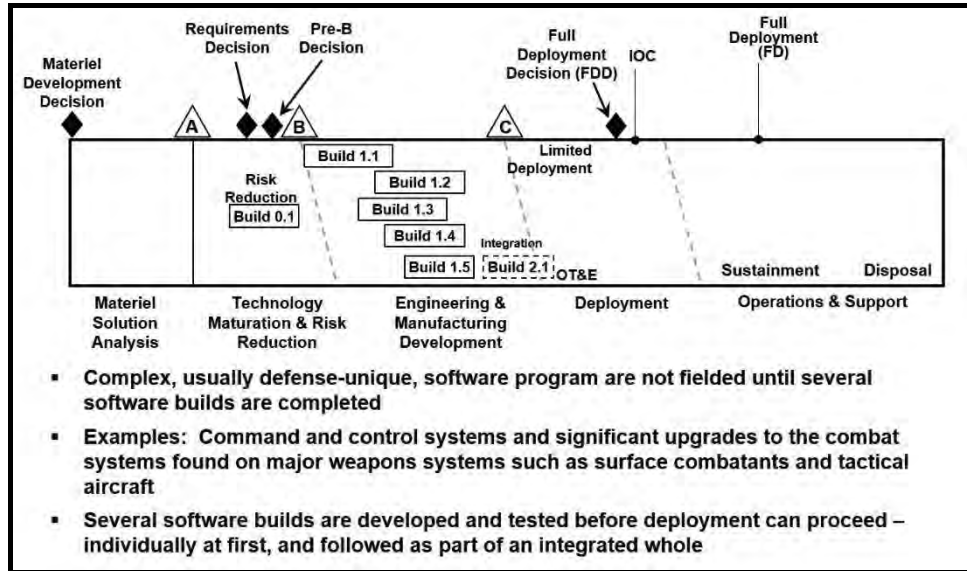 Materiel
Development
Decision
Requirements
Decision
Pre-B
Decision
Full
Deployment
Decision (FDD)
IOC
Full
Deployment
(FD)
A
B
C
Build 1.1
Limited
Deployment
Build 1.2
Risk
Reduction
Build 0.1
Build 1.3
Build 1.4
Integration
Build 1.5
Build 2.1
OT&E
Sustainment
Disposal
Materiel
Solution
Analysis
Technology
Maturation & Risk
Reduction
Engineering &
Manufacturing
Development
Deployment
Operations & Support
▪ Complex, usually defense-unique, software program are not fielded until several
software builds are completed
▪ Examples: Command and control systems and significant upgrades to the combat
systems found on major weapons systems such as surface combatants and tactical
aircraft
▪ Several software builds are developed and tested before deployment can proceed –
individually at first, and followed as part of an integrated whole